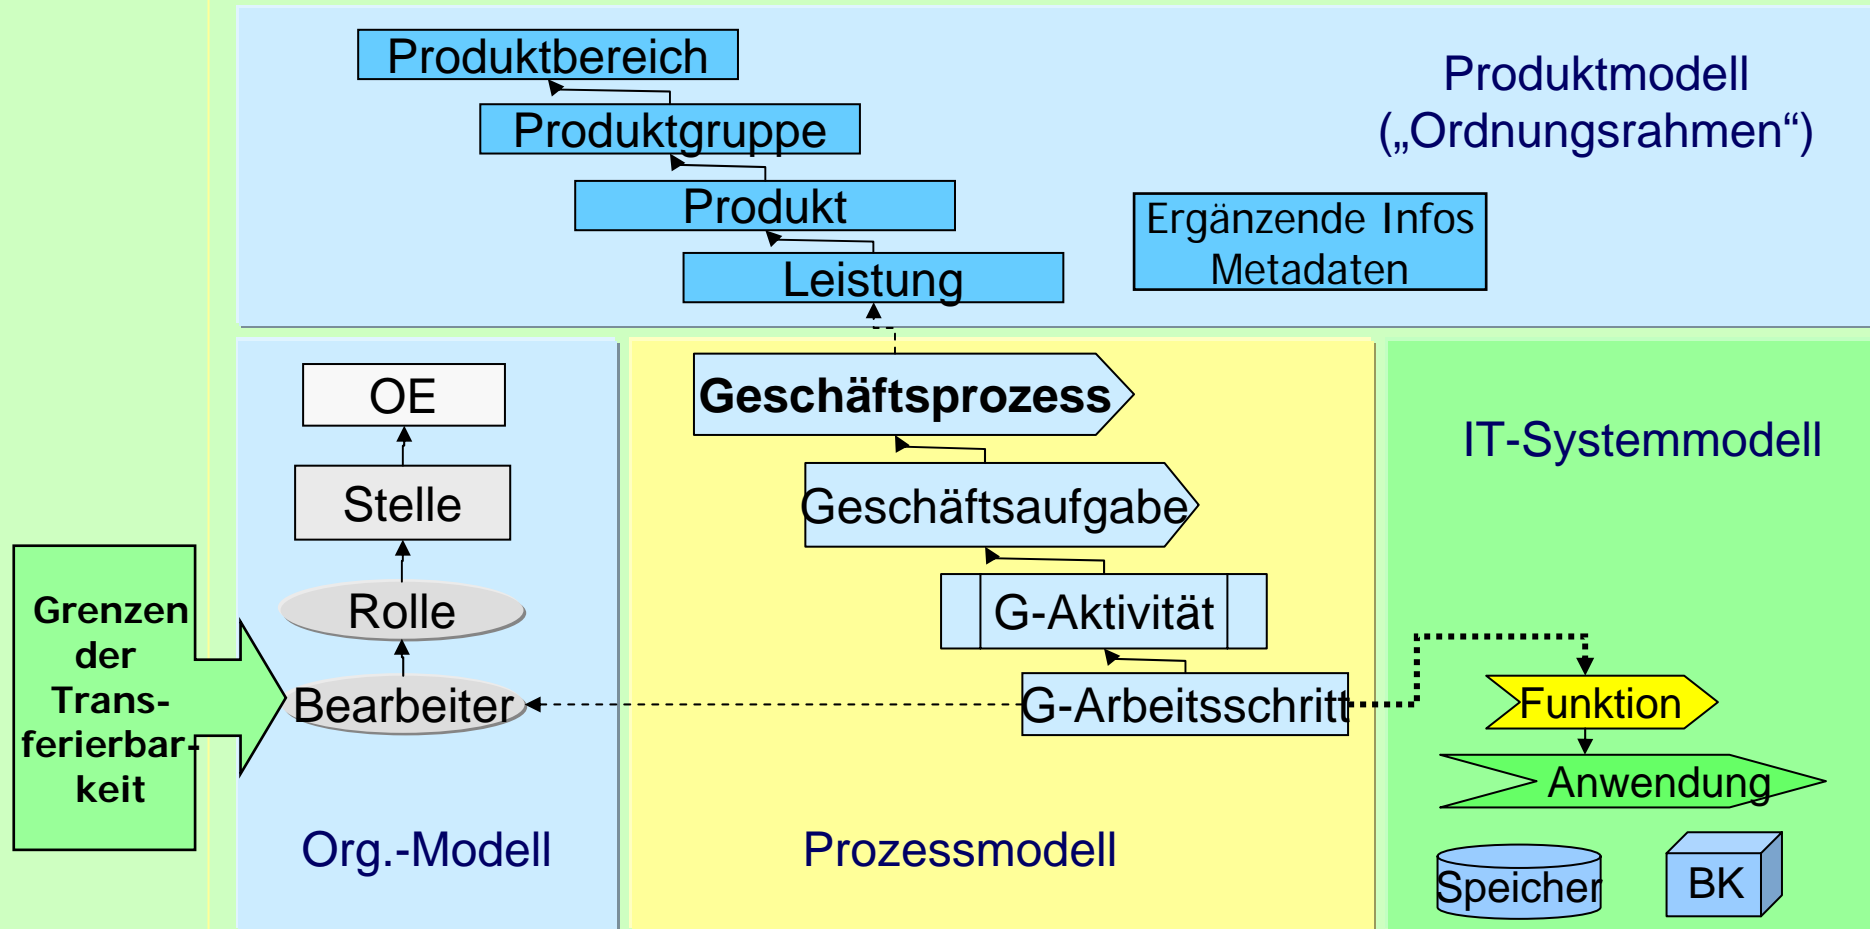 Produktbereich
Produktgruppe
Produkt
Leistung
Produktmodell
(„Ordnungsrahmen“)
Ergänzende Infos
Metadaten
OE
Stelle
Rolle
Bearbeiter
Org.-Modell
Grenzen
der
Trans-
ferierbar-
keit
Geschäftsprozess
Geschäftsaufgabe
G-Aktivität
G-Arbeitsschritt
Prozessmodell
IT-Systemmodell
Funktion
Anwendung
Speicher
BK